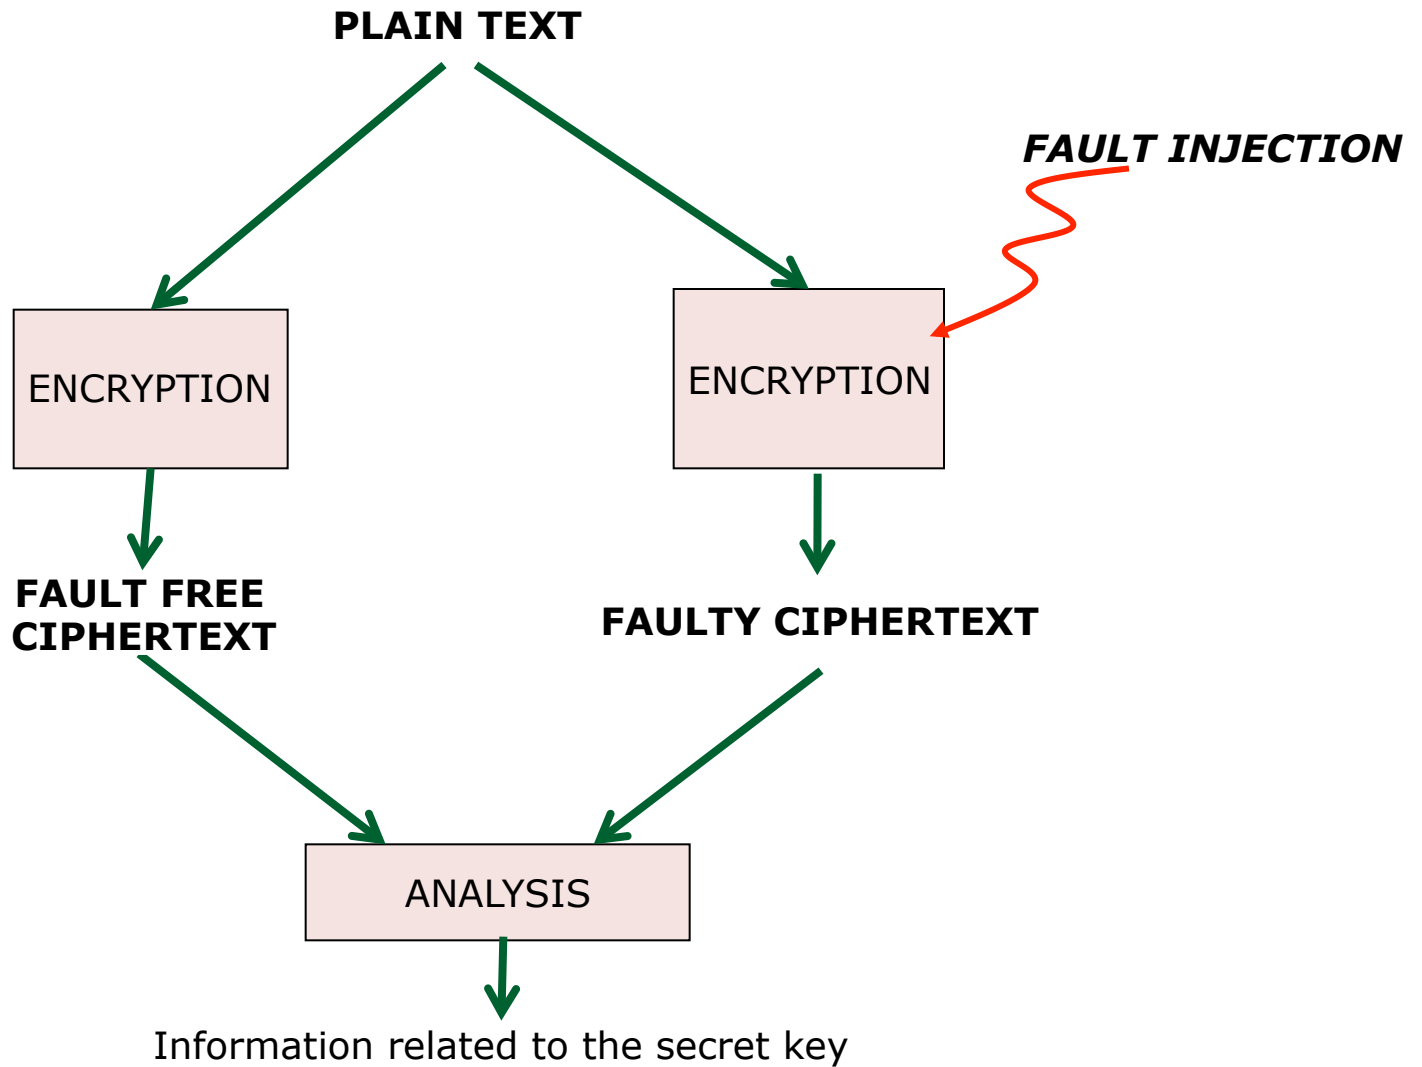 PLAIN TEXT
FAULT INJECTION
ENCRYPTION
ENCRYPTION
FAULT FREE
CIPHERTEXT
FAULTY CIPHERTEXT
ANALYSIS
Information related to the secret key